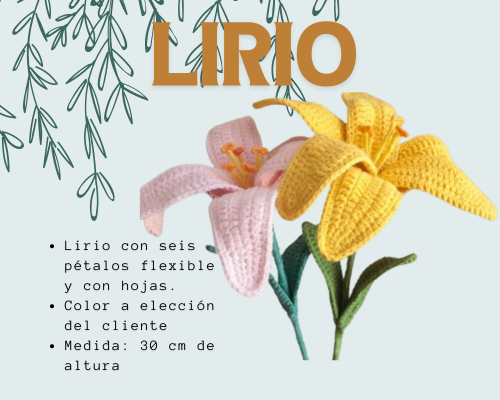 LIRIO
Lirio con seis
pétalos flexible
y con hojas.
Color a elección
del cliente
Medida: 30 cm de
altura